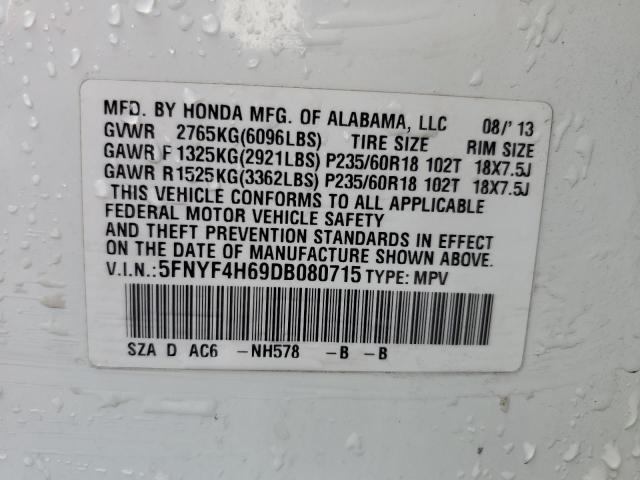 MFD. BY HONDA MFG. OF ALABAMA, LLC 08/'13
GVWR 2765KG(6096LBS) TIRE SIZE RIM SIZE
GAWR F 1325KG(2921LBS) P235/60R18 102T 18X7.5J
GAWR R1525KG(3362LBS) P235/60R18 102T 18X7.5J
THIS VEHICLE CONFORMS TO ALL APPLICABLE
FEDERAL MOTOR VEHICLE SAFETY
AND THEFT PREVENTION STANDARDS IN EFFECT
ON THE DATE OF MANUFACTURE SHOWN ABOVE.
V.I.N.:5FNYF4H69DB080715 TYPE: MPV
SZA D AC6 -NH578 -B -B